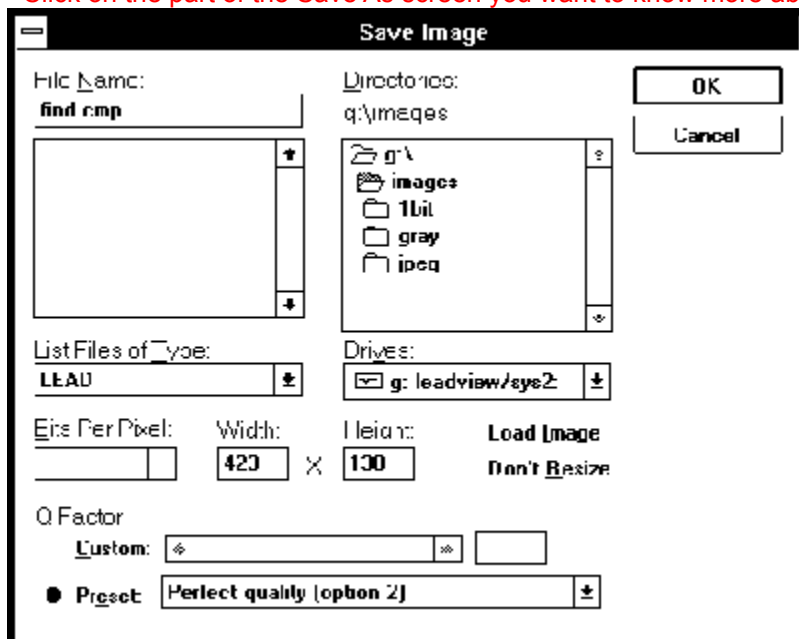 Click on the part of the Save As screen you want to know more ab
Save Image
File Name:
find.cmp
Directories:
g:\images
OK
Cancel
g:\
images
1bit
gray
jpeg
List Files of Type:
LEAD
Drives:
g: leadview/sys2:
Bits Per Pixel:
Width:
Height:
Load Image
X
Don't Resize
Q Factor
Custom:
Preset:
Perfect quality (option 2)